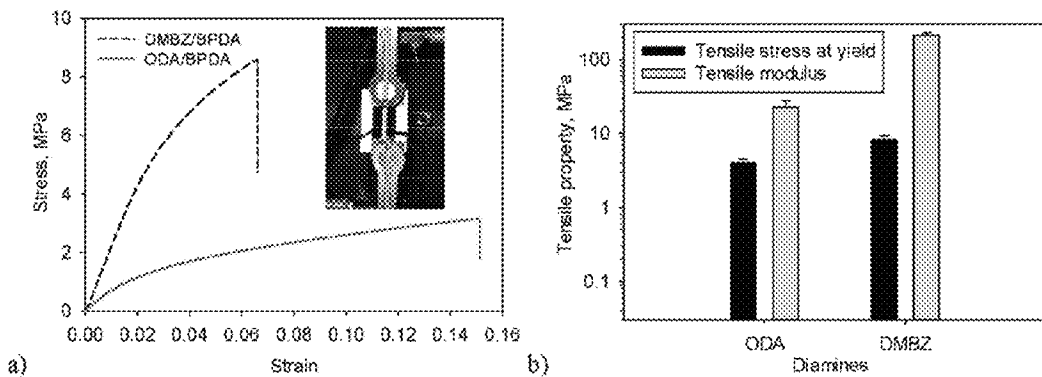 10
8
6
4
2
0
Stress, MPa
DMBZ/BPDA
ODA/BPDA
0.00 0.02 0.04 0.06 0.08 0.10 0.12 0.14 0.16
Strain
a)
100
10
1
0.1
Tensile property, MPa
Tensile stress at yield
Tensile modulus
ODA DMBZ
Diamines
b)